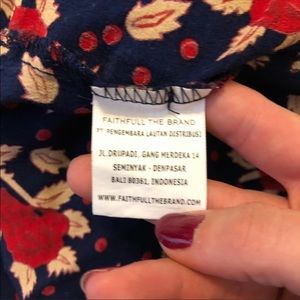 FAITHFULL THE BRAND
PT. PENGEMBARA LAUTAN DISTRIBUSI
JL.DRUPADI, GANG MERDEKA 14
SEMINYAK - DENPASAR
BALI 80361, INDONESIA
WWW.FAITHFULLTHEBRAND.COM